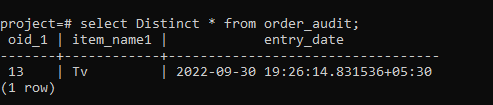 project=# select Distinct * from order_audit;
 oid_1 | item_name1 |            entry_date
-------+------------+----------------------------------
 13    | Tv         | 2022-09-30 19:26:14.831536+05:30
(1 row)